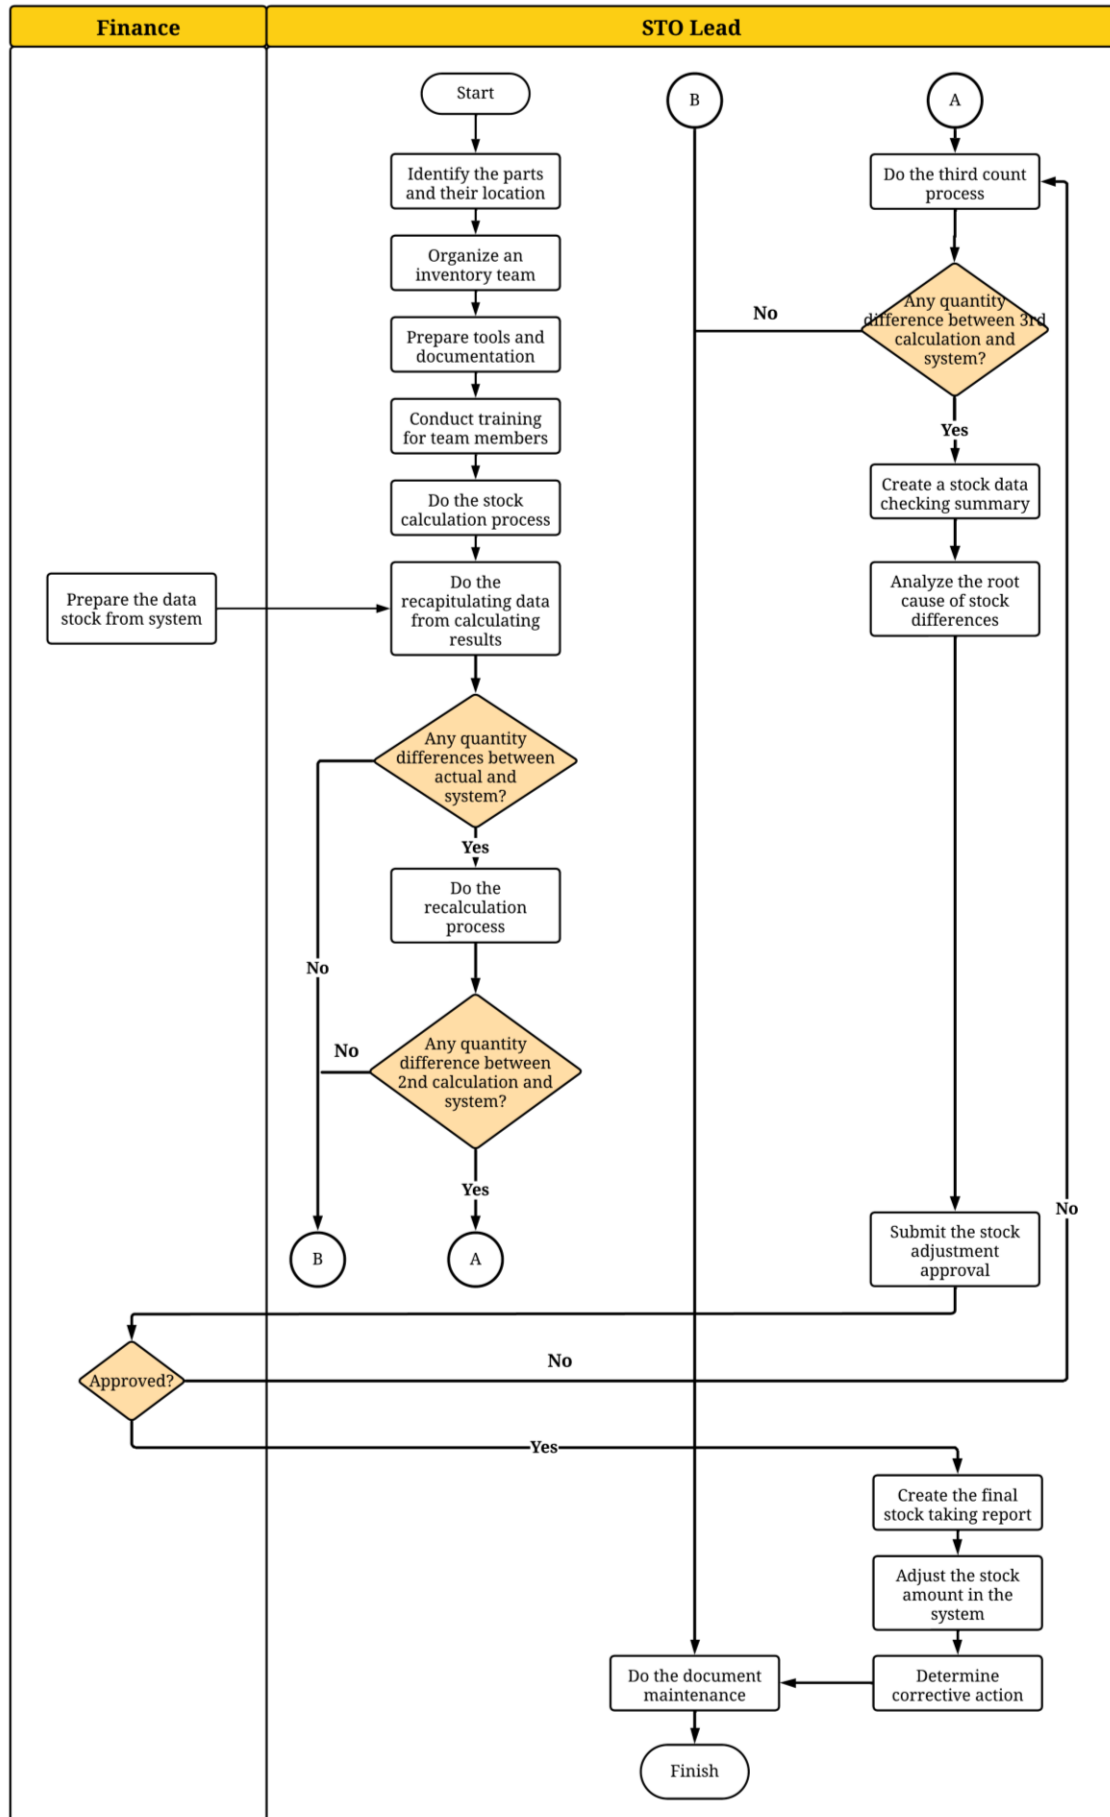 Finance
STO Lead
Start
Identify the parts
and their location
Organize an
inventory team
Prepare tools and
documentation
Conduct training
for team members
Do the stock
calculation process
Prepare the data
stock from system
Do the
recapitulating data
from calculating
results
Any quantity
differences between
actual and
system?
Yes
No
Do the
recalculation
process
Any quantity
difference between
2nd calculation and
system?
No
Yes
B
A
B
A
Do the third count
process
Any quantity
difference between 3rd
calculation and
system?
No
Yes
Create a stock data
checking summary
Analyze the root
cause of stock
differences
Submit the stock
adjustment
approval
No
Approved?
No
Yes
Create the final
stock taking report
Adjust the stock
amount in the
system
Determine
corrective action
Do the document
maintenance
Finish